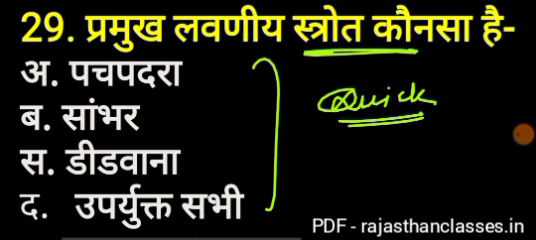 29. प्रमुख लवणीय स्त्रोत कौनसा है-
अ. पचपदरा
ब. सांभर
Quick
स. डीडवाना
द. उपर्युक्त सभी
PDF - rajasthanclasses.in